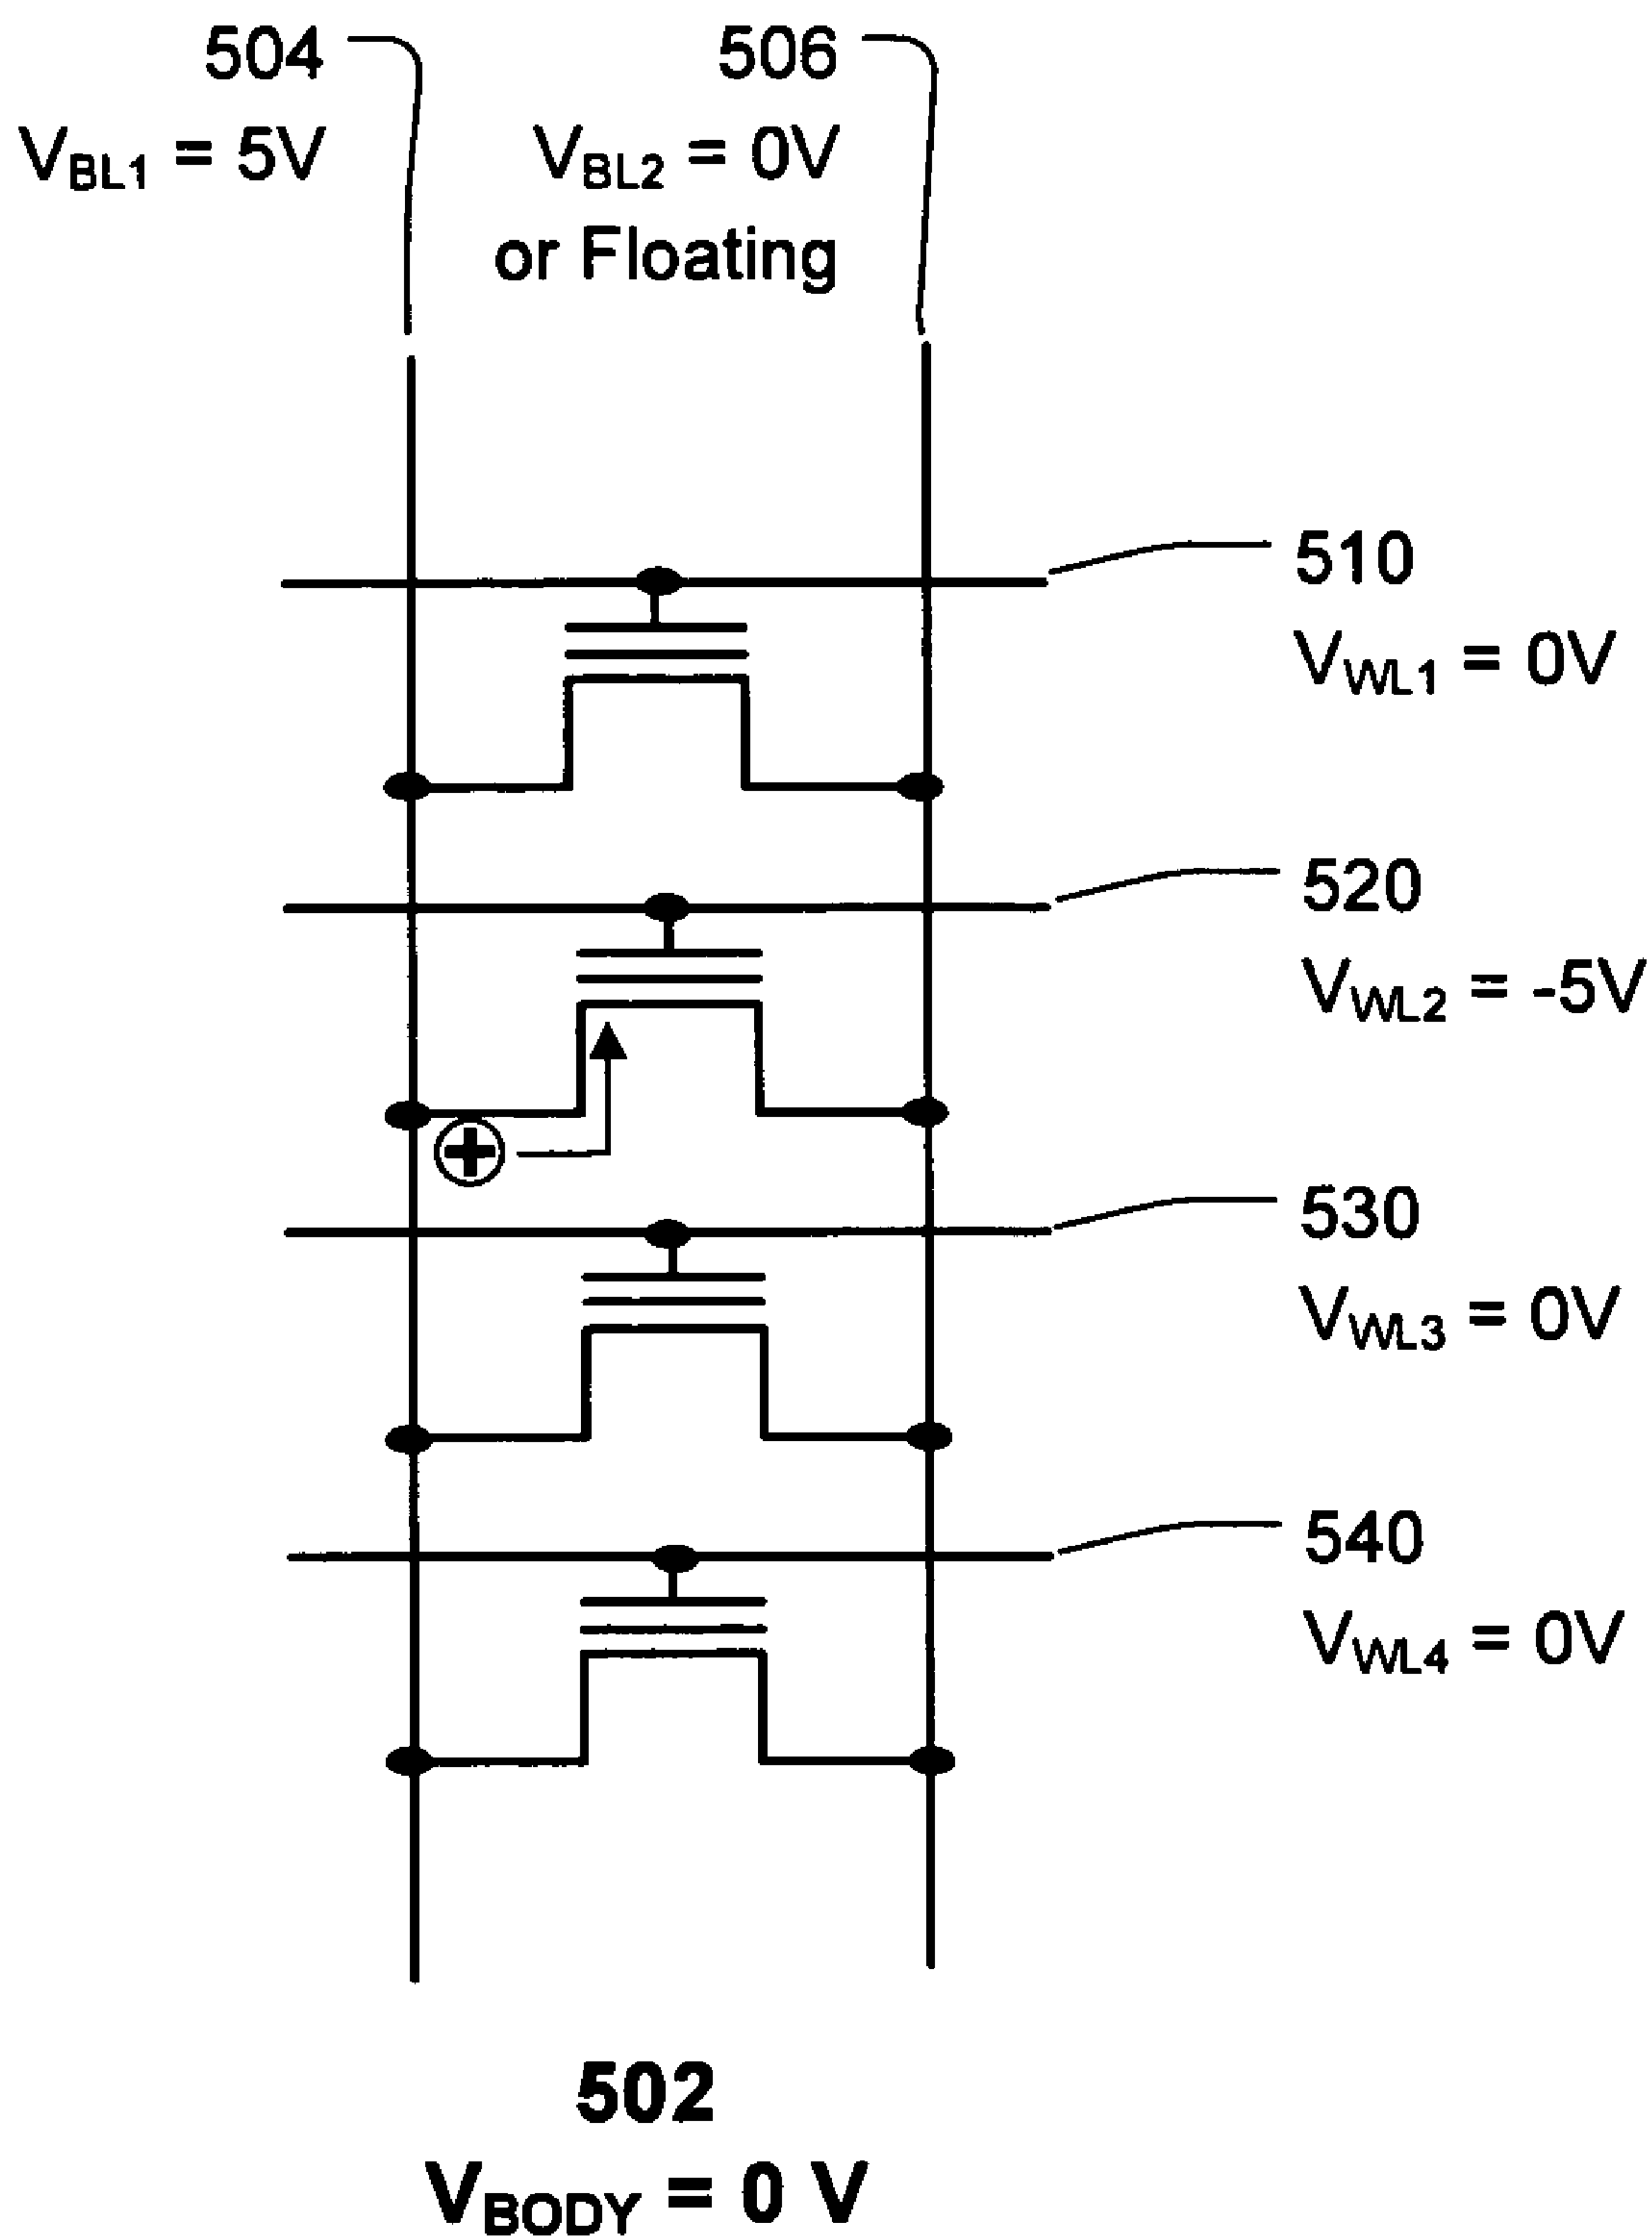 504
V_BL1 = 5V
506
V_BL2 = 0V
or Floating
510
V_WL1 = 0V
520
V_WL2 = -5V
530
V_WL3 = 0V
540
V_WL4 = 0V
502
V_BODY = 0 V